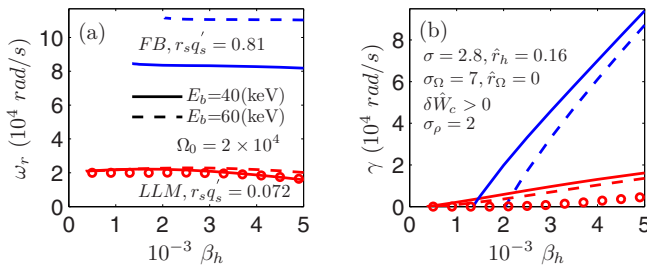 (a)
FB, r_s q_s' = 0.81
E_b=40(keV)
E_b=60(keV)
Ω_0 = 2 × 10^4
LLM, r_s q_s' = 0.072
ω_r (10^4 rad/s)
10
8
6
4
2
0
0 1 2 3 4 5
10^-3 β_h
(b)
σ = 2.8, r̂_h = 0.16
σ_Ω = 7, r̂_Ω = 0
δŴ_c > 0
σ_ρ = 2
γ (10^4 rad/s)
8
6
4
2
0
0 1 2 3 4 5
10^-3 β_h